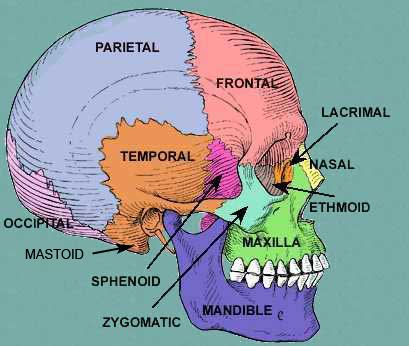 PARIETAL
FRONTAL
LACRIMAL
TEMPORAL
NASAL
ETHMOID
OCCIPITAL
MAXILLA
MASTOID
SPHENOID
MANDIBLE
ZYGOMATIC